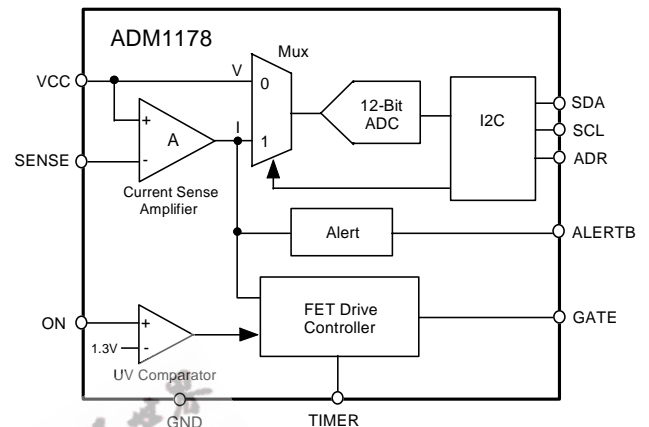 ADM1178
Mux
VCC
V
0
12-Bit
ADC
I2C
SDA
SCL
ADR
+
A
-
I
1
SENSE
Current Sense
Amplifier
Alert
ALERTB
ON
+
1.3V
-
UV Comparator
FET Drive
Controller
GATE
GND
TIMER